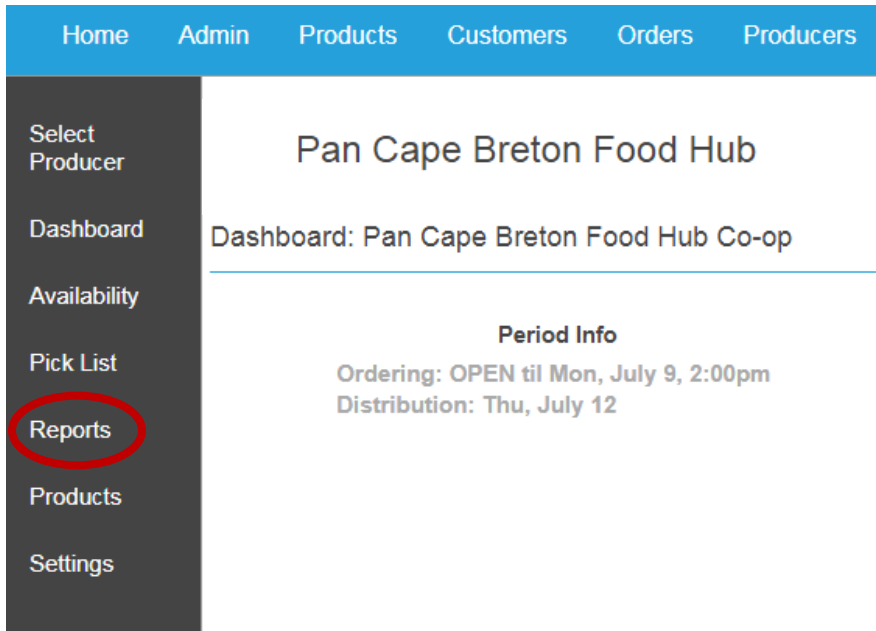 Home Admin Products Customers Orders Producers
Select
Producer
Dashboard
Availability
Pick List
Reports
Products
Settings
Pan Cape Breton Food Hub
Dashboard: Pan Cape Breton Food Hub Co-op
Period Info
Ordering: OPEN til Mon, July 9, 2:00pm
Distribution: Thu, July 12